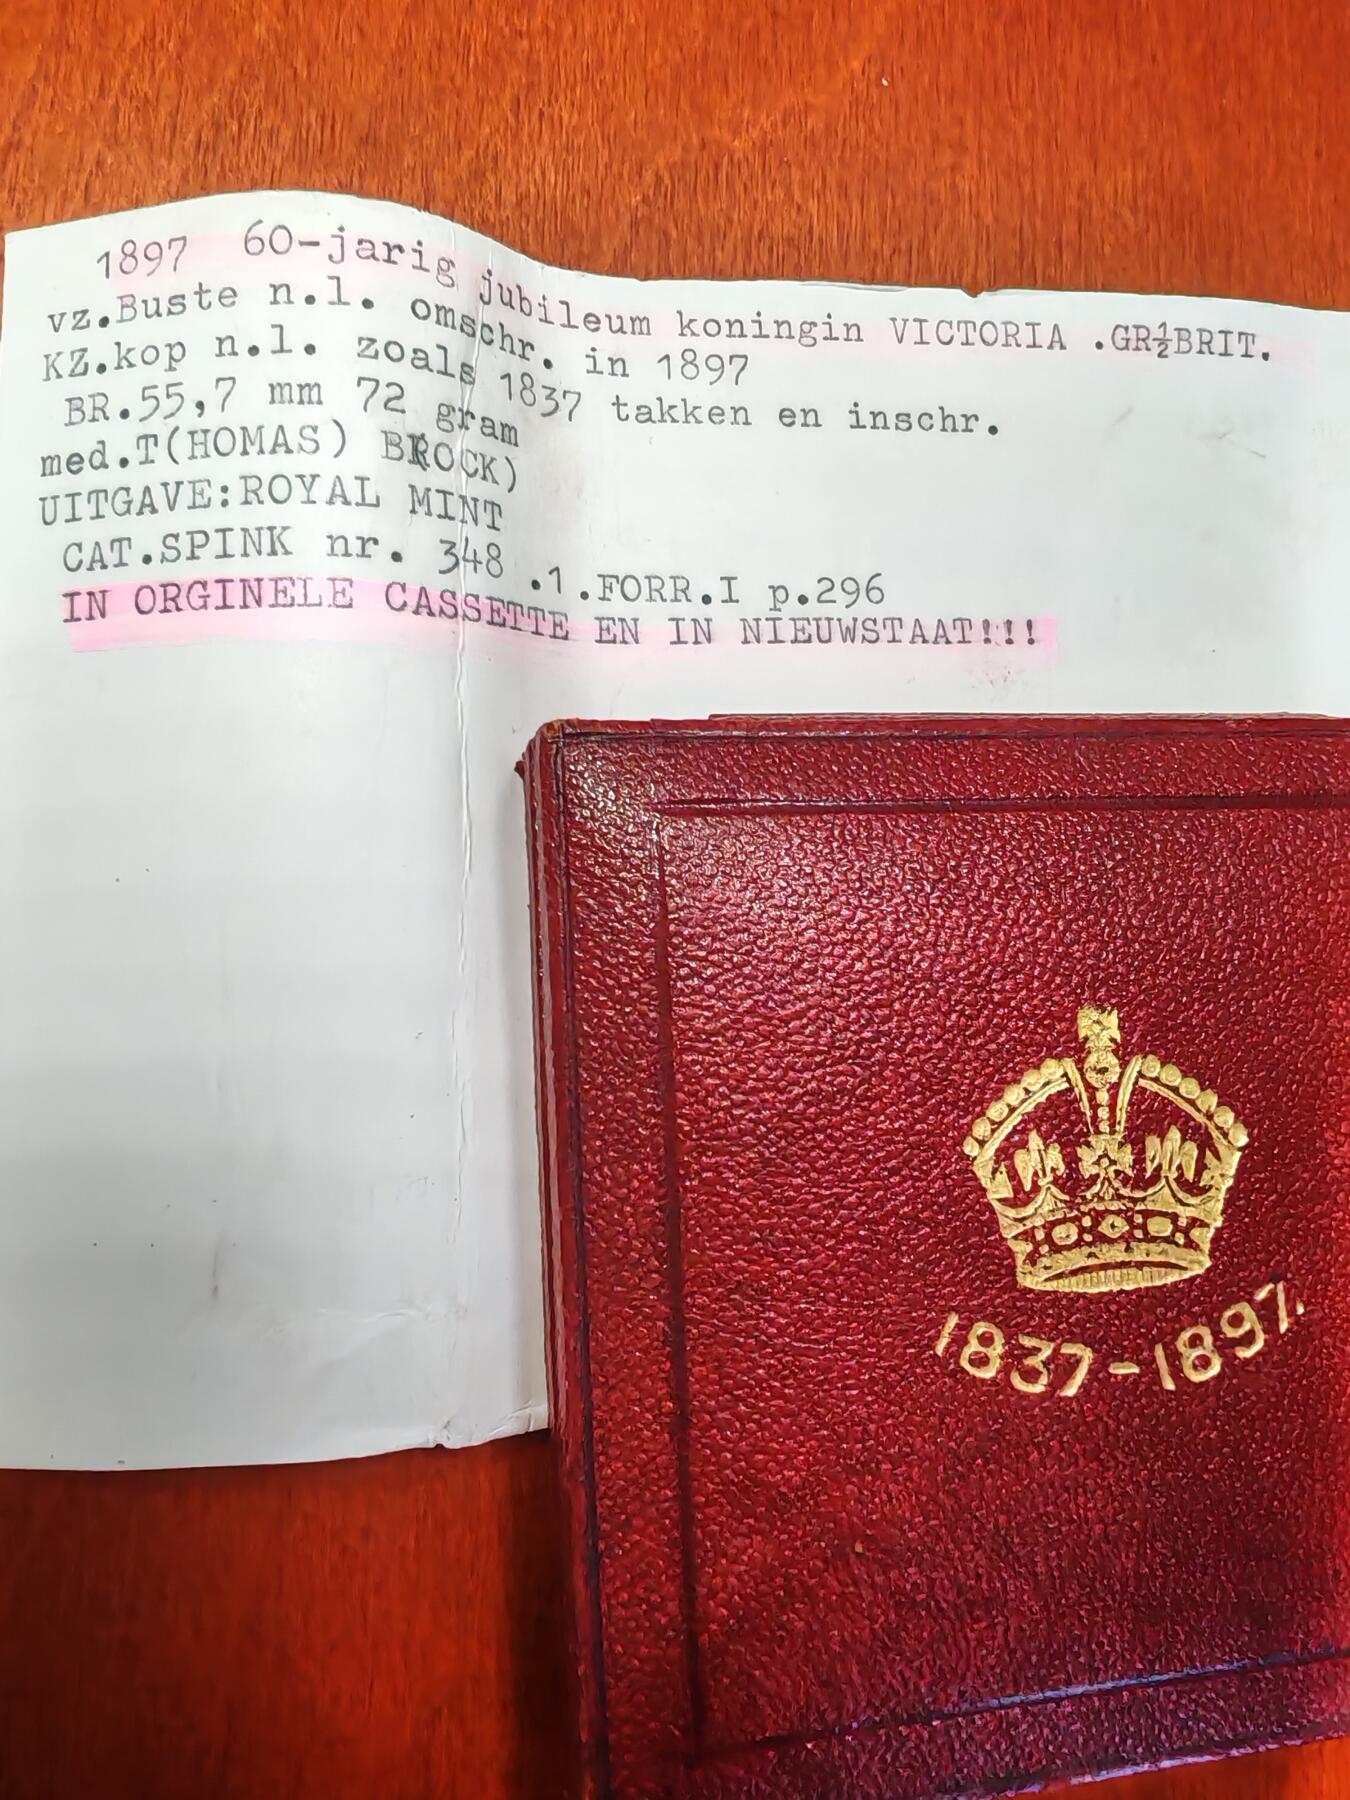 1897 60-jarig jubileum koningin VICTORIA .GR½BRIT.
vz.Buste n.l. omschr. in 1897
KZ.kop n.l. zoals 1837 takken en inschr.
BR.55,7 mm 72 gram
med.T(HOMAS) BROCK)
UITGAVE:ROYAL MINT
CAT.SPINK nr. 348 .1.FORR.I p.296
IN ORGINELE CASSETTE EN IN NIEUWSTAAT!!!
1837-1897.